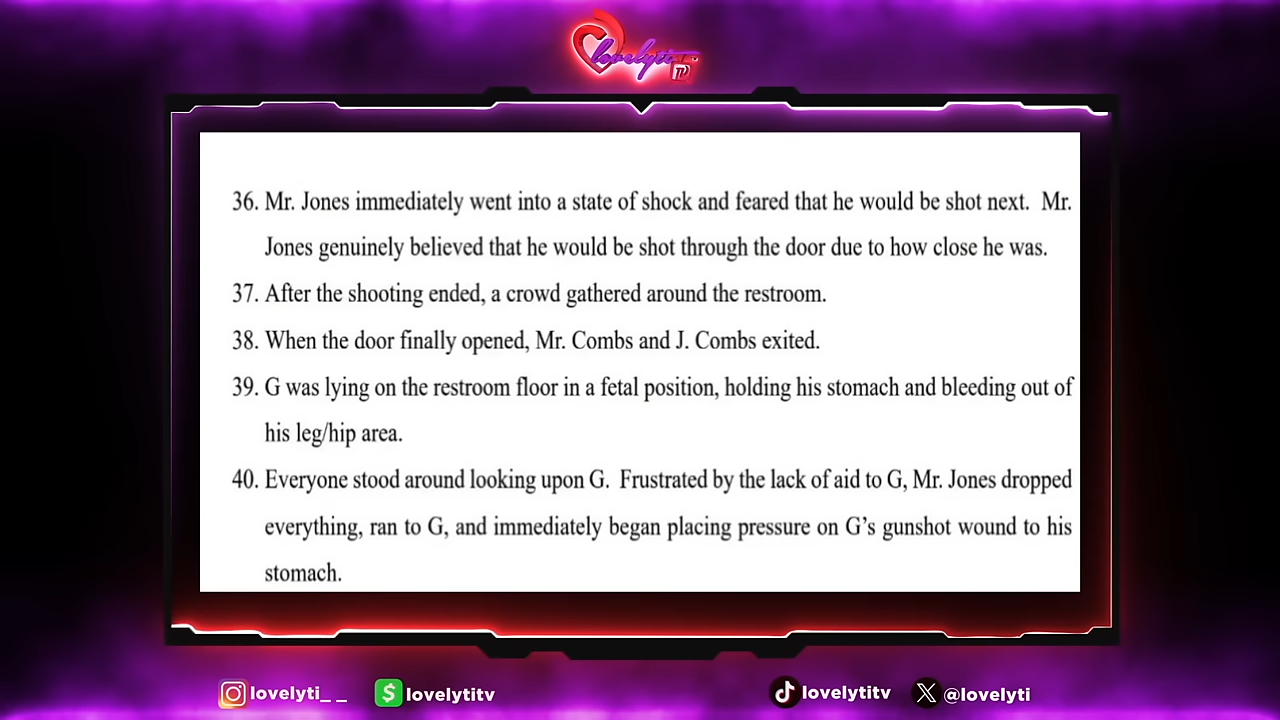 lovelyti
TV
36. Mr. Jones immediately went into a state of shock and feared that he would be shot next. Mr.
Jones genuinely believed that he would be shot through the door due to how close he was.
37. After the shooting ended, a crowd gathered around the restroom.
38. When the door finally opened, Mr. Combs and J. Combs exited.
39. G was lying on the restroom floor in a fetal position, holding his stomach and bleeding out of
his leg/hip area.
40. Everyone stood around looking upon G. Frustrated by the lack of aid to G, Mr. Jones dropped
everything, ran to G, and immediately began placing pressure on G’s gunshot wound to his
stomach.
lovelyti_ _ $ lovelytitv lovelytitv X @lovelyti